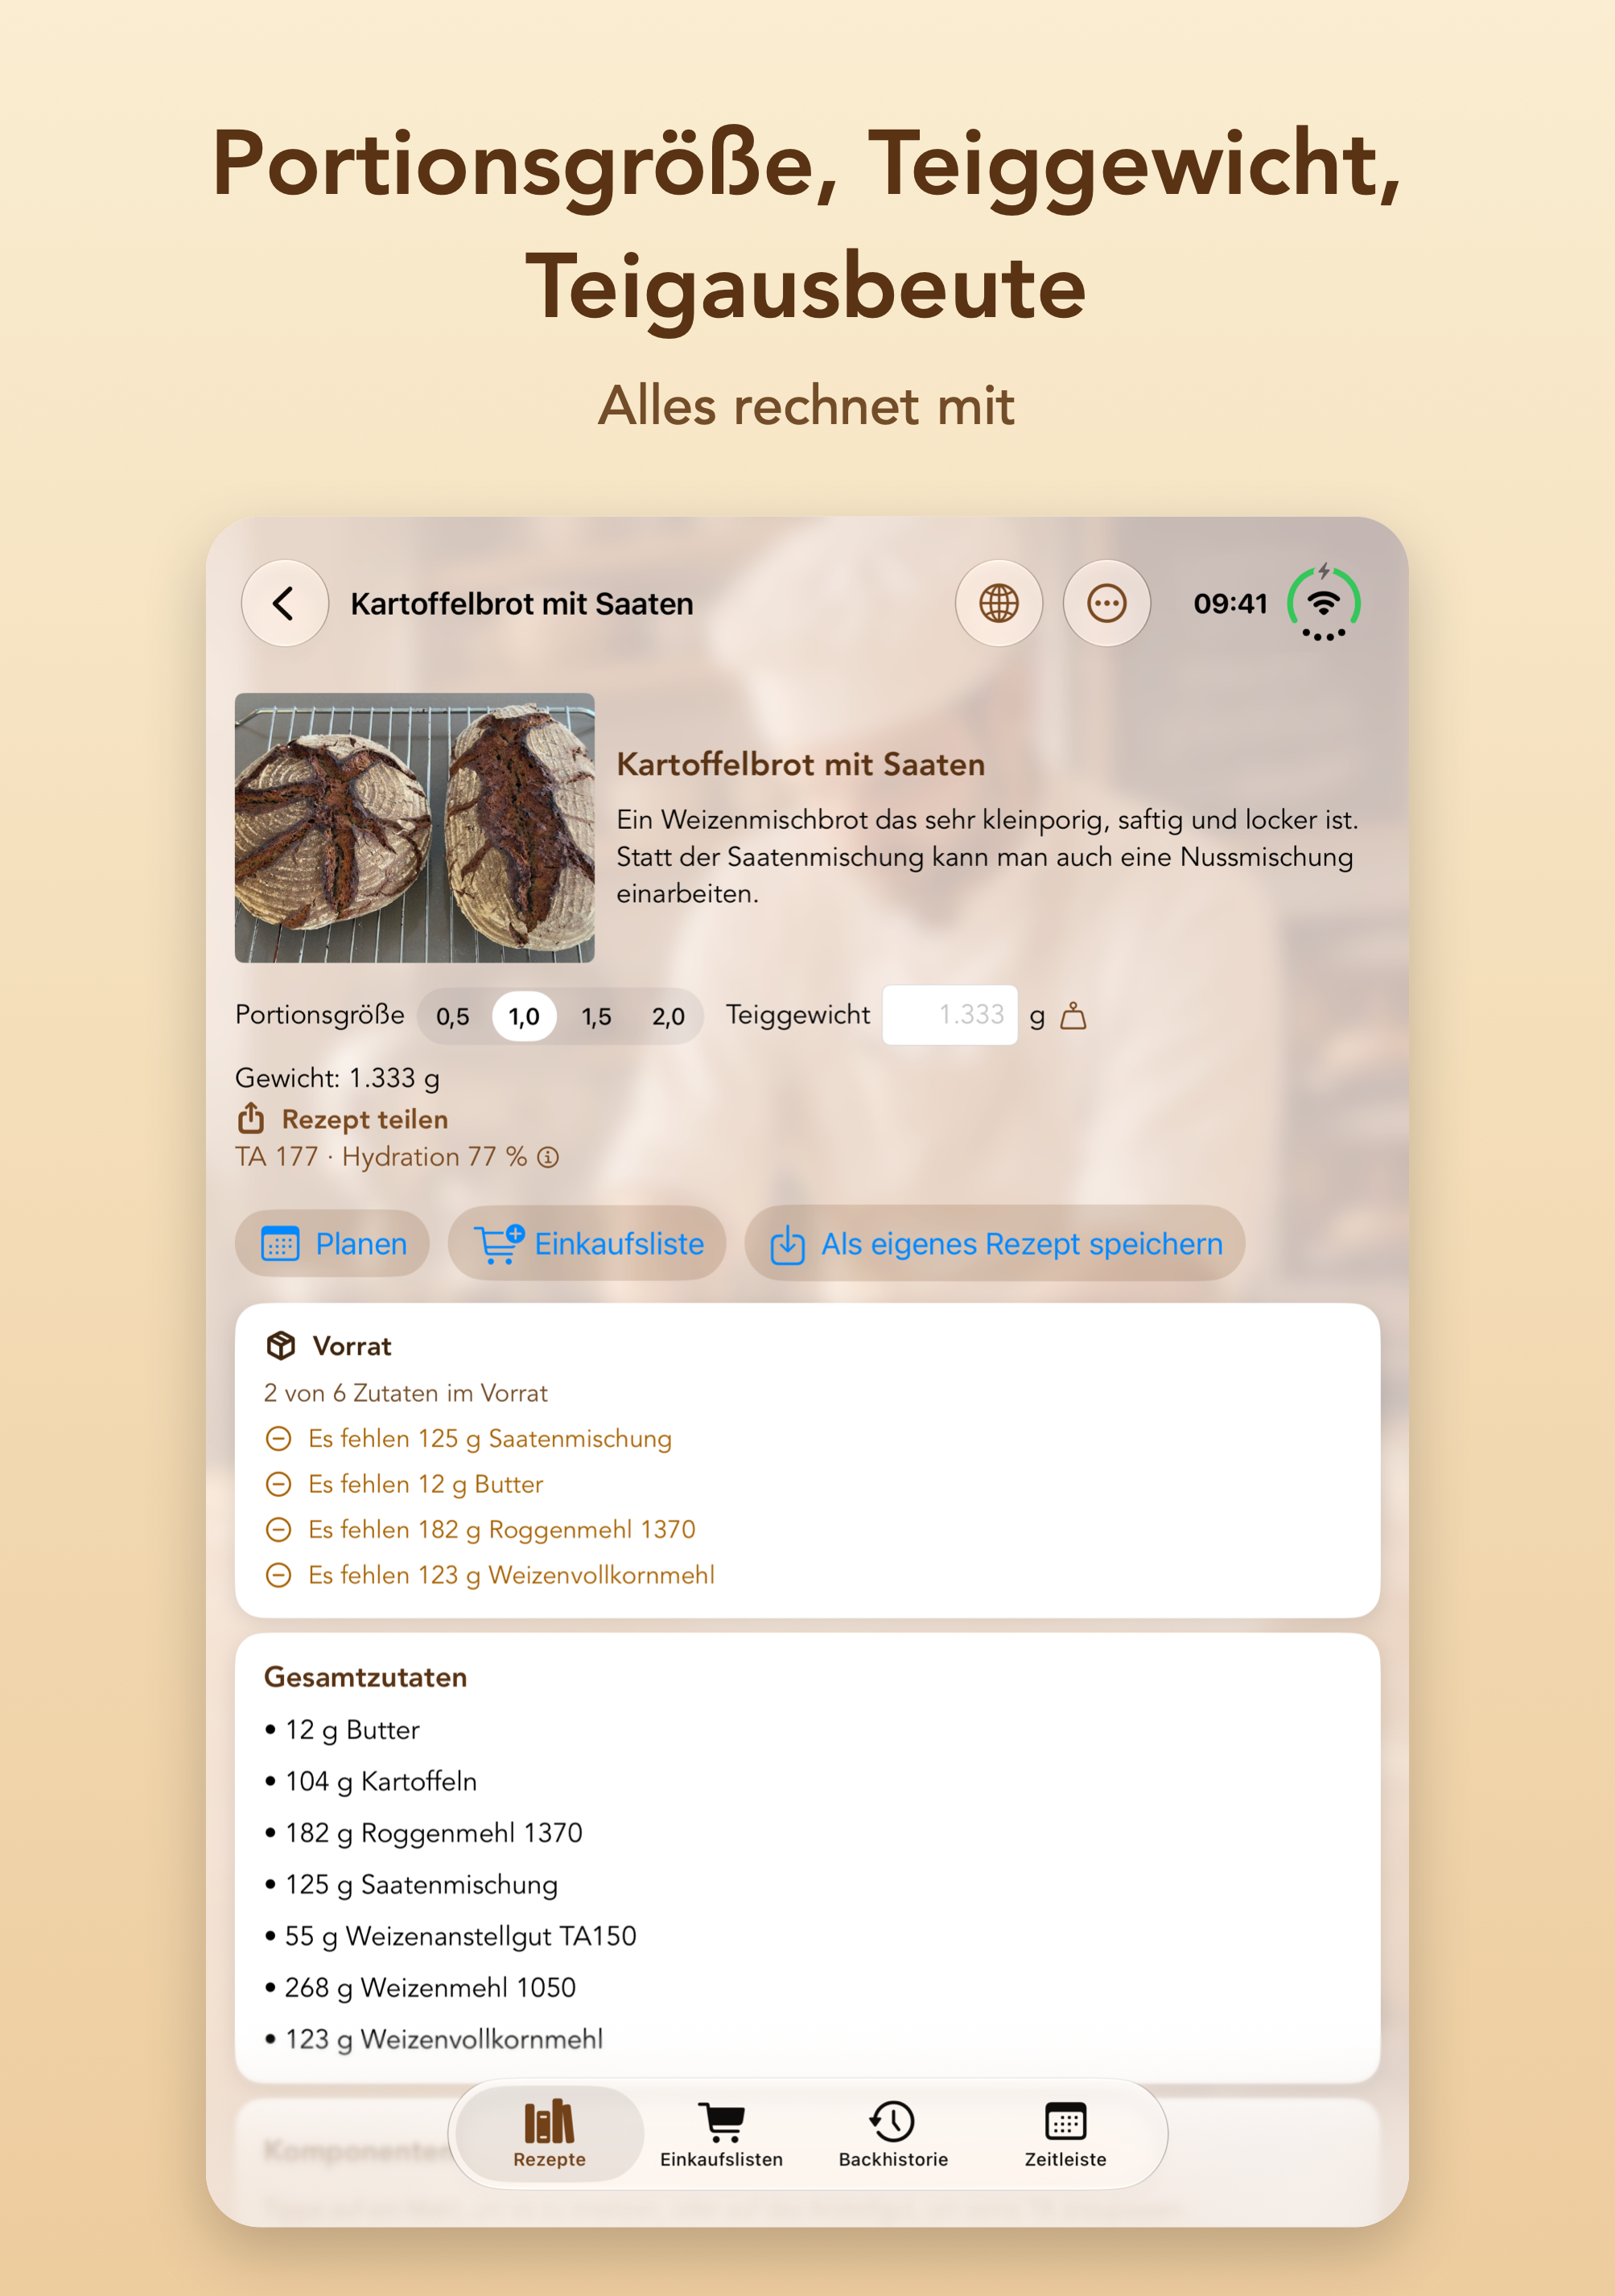 Portionsgröße, Teiggewicht,
Teigausbeute
Alles rechnet mit
Kartoffelbrot mit Saaten
09:41
Kartoffelbrot mit Saaten
Ein Weizenmischbrot das sehr kleinporig, saftig und locker ist.
Statt der Saatenmischung kann man auch eine Nussmischung
einarbeiten.
Portionsgröße 0,5 1,0 1,5 2,0 Teiggewicht 1.333 g
Gewicht: 1.333 g
Rezept teilen
TA 177 · Hydration 77 %
Planen Einkaufsliste Als eigenes Rezept speichern
Vorrat
2 von 6 Zutaten im Vorrat
Es fehlen 125 g Saatenmischung
Es fehlen 12 g Butter
Es fehlen 182 g Roggenmehl 1370
Es fehlen 123 g Weizenvollkornmehl
Gesamtzutaten
• 12 g Butter
• 104 g Kartoffeln
• 182 g Roggenmehl 1370
• 125 g Saatenmischung
• 55 g Weizenanstellgut TA150
• 268 g Weizenmehl 1050
• 123 g Weizenvollkornmehl
Komponenten
Rezepte Einkaufslisten Backhistorie Zeitleiste